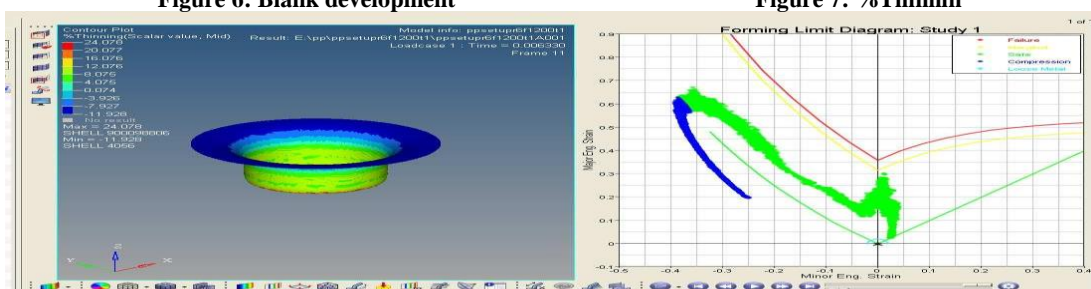 Figure 6: Blank development
Figure 7: %Thinnin
Contour Plot
%Thinning(Scalar value, Mid)
24.078
20.077
16.076
12.076
8.075
4.075
0.074
-3.926
-7.927
-11.928
No result
Max = 24.078
SHELL 900098806
Min = -11.928
SHELL 4056
Model info: ppsetup6f1200t1
Result: E:\pp\ppsetup6f1200t1\ppsetup6f1200t1A001
Loadcase 1 : Time = 0.006330
Frame 11
Z
Y
X
1 of
Forming Limit Diagram: Study 1
Failure
Marginal
Safe
Compression
Loose Metal
Major Eng. Strain
0.9
0.8
0.7
0.6
0.5
0.4
0.3
0.2
0.1
0
-0.1
-0.5
-0.4
-0.3
-0.2
-0.1
0
0.1
0.2
0.3
0.4
Minor Eng. Strain